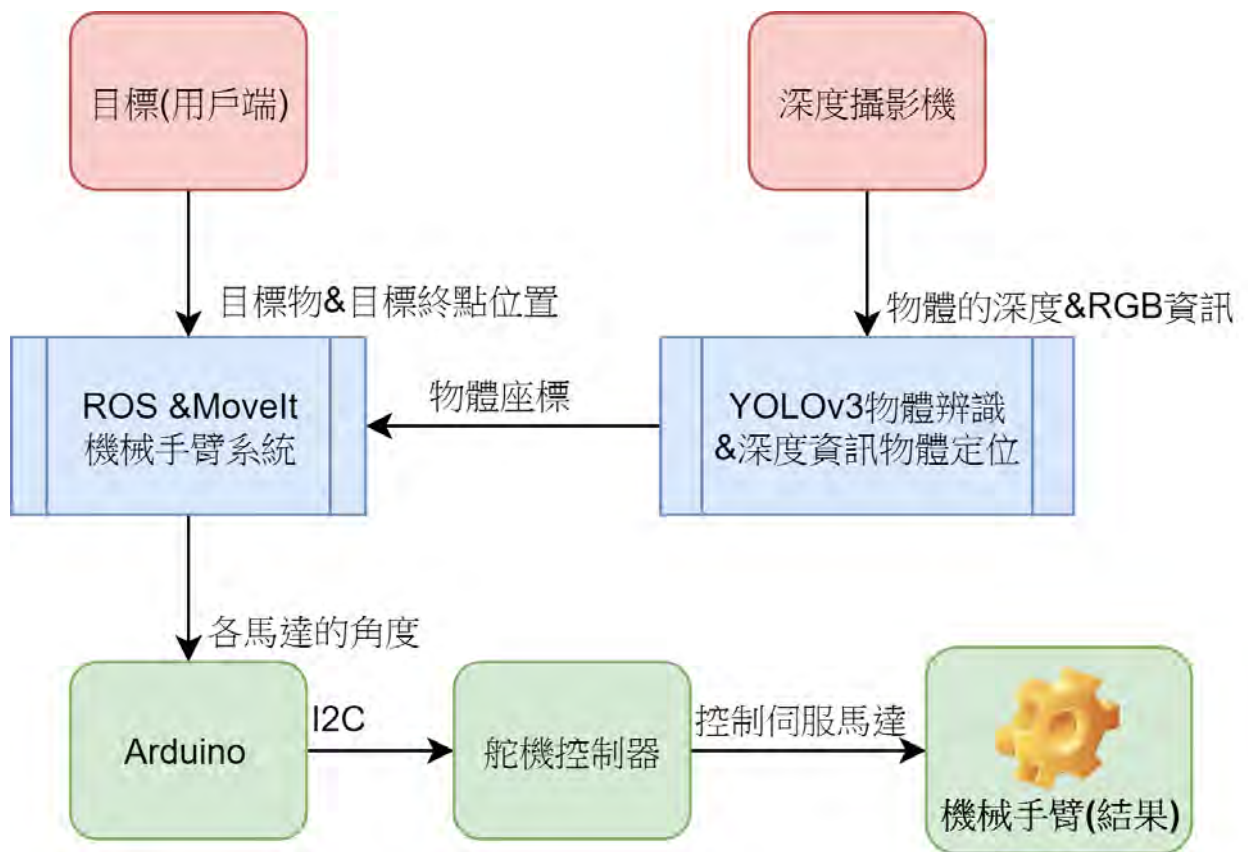 目標(用戶端)
深度攝影機
目標物&目標終點位置
物體的深度&RGB資訊
ROS &MoveIt
機械手臂系統
物體座標
YOLOv3物體辨識
&深度資訊物體定位
各馬達的角度
Arduino
I2C
舵機控制器
控制伺服馬達
機械手臂(結果)